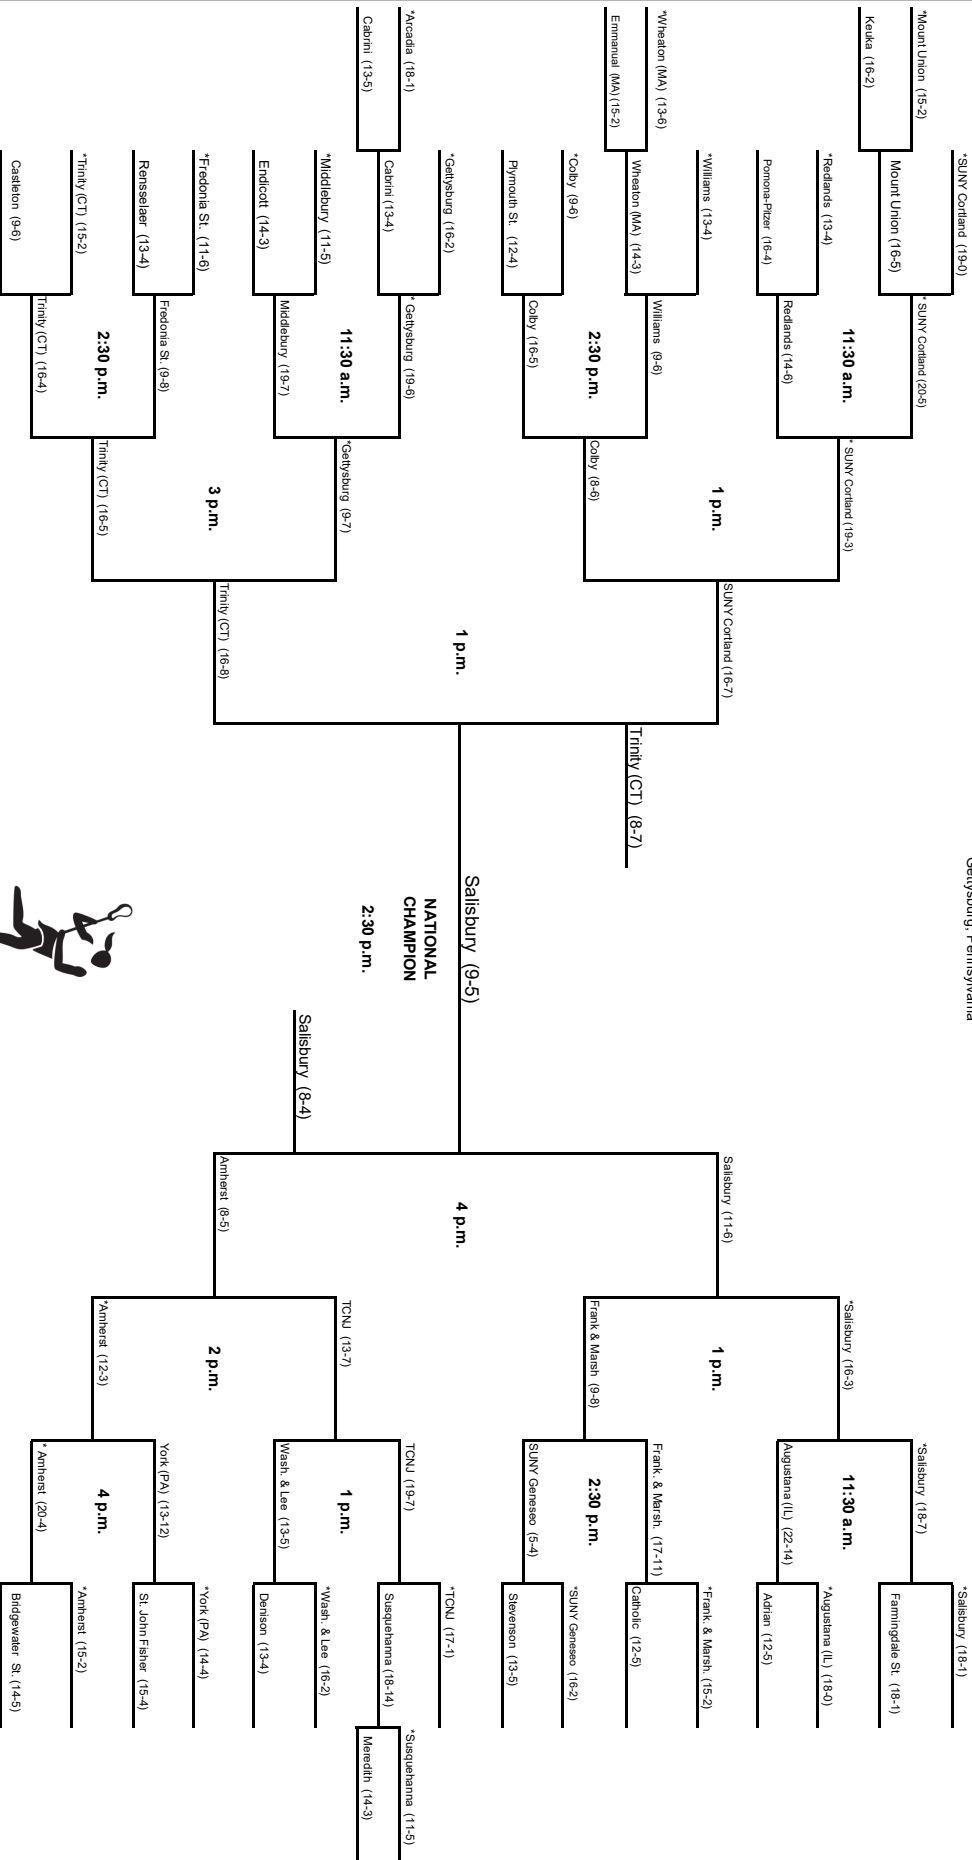 Gettysburg, Pennsylvania
*Mount Union (15-2)
Keuka (16-2)
*Wheaton (MA) (13-6)
Emmanual (MA) (15-2)
*Arcadia (18-1)
Cabrini (13-5)
*SUNY Cortland (19-0)
Mount Union (16-5)
*Redlands (13-4)
Pomona-Pitzer (16-4)
*Williams (13-4)
Wheaton (MA) (14-3)
*Colby (9-6)
Plymouth St. (12-4)
*Gettysburg (16-2)
Cabrini (13-4)
*Middlebury (11-5)
Endicott (14-3)
*Fredonia St. (11-6)
Rensselaer (13-4)
*Trinity (CT) (15-2)
Castleton (9-6)
* SUNY Cortland (20-5)
11:30 a.m.
Redlands (14-6)
Williams (9-6)
2:30 p.m.
Colby (16-5)
* Gettysburg (19-6)
11:30 a.m.
Middlebury (19-7)
Fredonia St. (9-8)
2:30 p.m.
Trinity (CT) (16-4)
* SUNY Cortland (19-3)
1 p.m.
Colby (8-6)
*Gettysburg (9-7)
3 p.m.
Trinity (CT) (16-5)
SUNY Cortland (16-7)
1 p.m.
Trinity (CT) (16-8)
Trinity (CT) (8-7)
Salisbury (9-5)
NATIONAL
CHAMPION
2:30 p.m.
Salisbury (8-4)
Salisbury (11-6)
4 p.m.
Amherst (8-5)
*Salisbury (16-3)
1 p.m.
Frank & Marsh (9-8)
TCNJ (13-7)
2 p.m.
*Amherst (12-3)
*Salisbury (18-7)
11:30 a.m.
Augustana (IL) (22-14)
Frank. & Marsh. (17-11)
2:30 p.m.
SUNY Geneseo (5-4)
TCNJ (19-7)
1 p.m.
Wash. & Lee (13-5)
York (PA) (13-12)
4 p.m.
* Amherst (20-4)
*Salisbury (18-1)
Farmingdale St. (18-1)
*Augustana (IL) (18-0)
Adrian (12-5)
*Frank. & Marsh. (15-2)
Catholic (12-5)
*SUNY Geneseo (16-2)
Stevenson (13-5)
*TCNJ (17-1)
Susquehanna (18-14)
*Wash. & Lee (16-2)
Denison (13-4)
*York (PA) (14-4)
St. John Fisher (15-4)
*Amherst (15-2)
Bridgewater St. (14-5)
*Susquehanna (11-5)
Meredith (14-3)